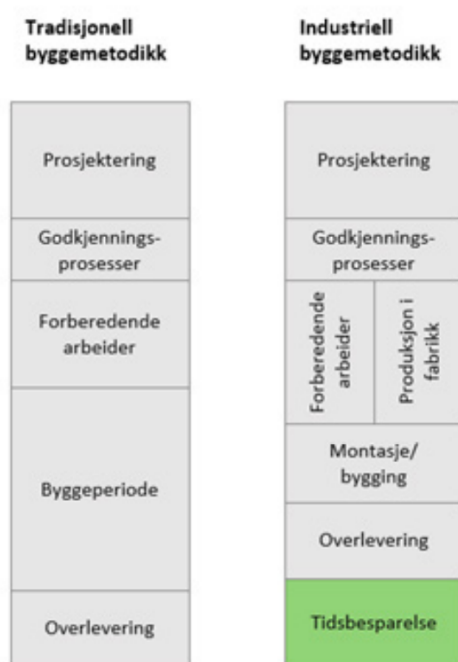 Tradisjonell
byggemetodikk
Prosjektering
Godkjennings-
prosesser
Forberedende
arbeider
Byggeperiode
Overlevering
Industriell
byggemetodikk
Prosjektering
Godkjennings-
prosesser
Forberedende
arbeider
Produksjon i
fabrikk
Montasje/
bygging
Overlevering
Tidsbesparelse